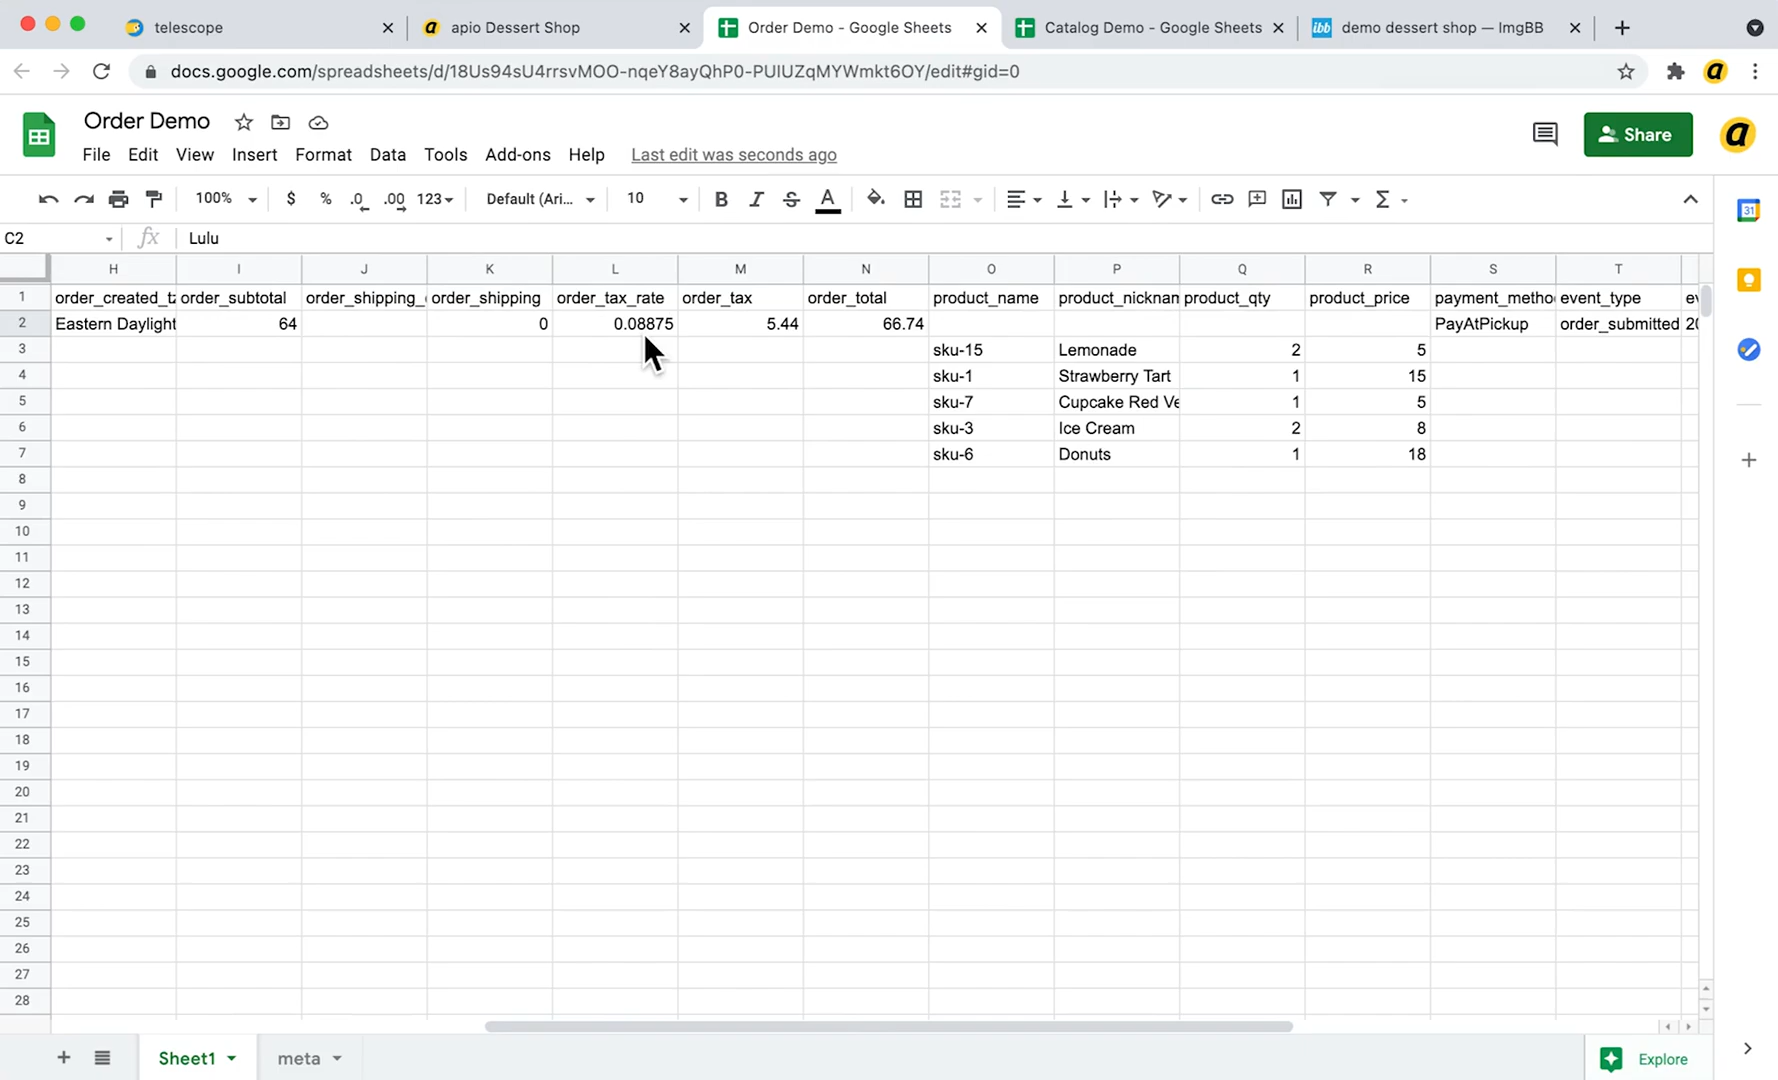 telescope
apio Dessert Shop
Order Demo - Google Sheets
Catalog Demo - Google Sheets
ibb demo dessert shop — ImgBB
docs.google.com/spreadsheets/d/18Us94sU4rrsvMOO-nqeY8ayQhP0-PUIUZqMYWmkt6OY/edit#gid=0
a
Order Demo
Share
a
File Edit View Insert Format Data Tools Add-ons Help Last edit was seconds ago
100% $ % .0 .00 123 Default (Ari... 10 B I S A Σ
31
C2 fx Lulu
H I J K L M N O P Q R S T
1 order_created_tz order_subtotal order_shipping_ order_shipping order_tax_rate order_tax order_total product_name product_nicknam product_qty product_price payment_metho event_type ev
2 Eastern Daylight 64 0 0.08875 5.44 66.74 PayAtPickup order_submitted 20
3 sku-15 Lemonade 2 5
4 sku-1 Strawberry Tart 1 15
5 sku-7 Cupcake Red Ve 1 5
6 sku-3 Ice Cream 2 8
7 sku-6 Donuts 1 18
8
9
10
11
12
13
14
15
16
17
18
19
20
21
22
23
24
25
26
27
28
Sheet1 meta Explore